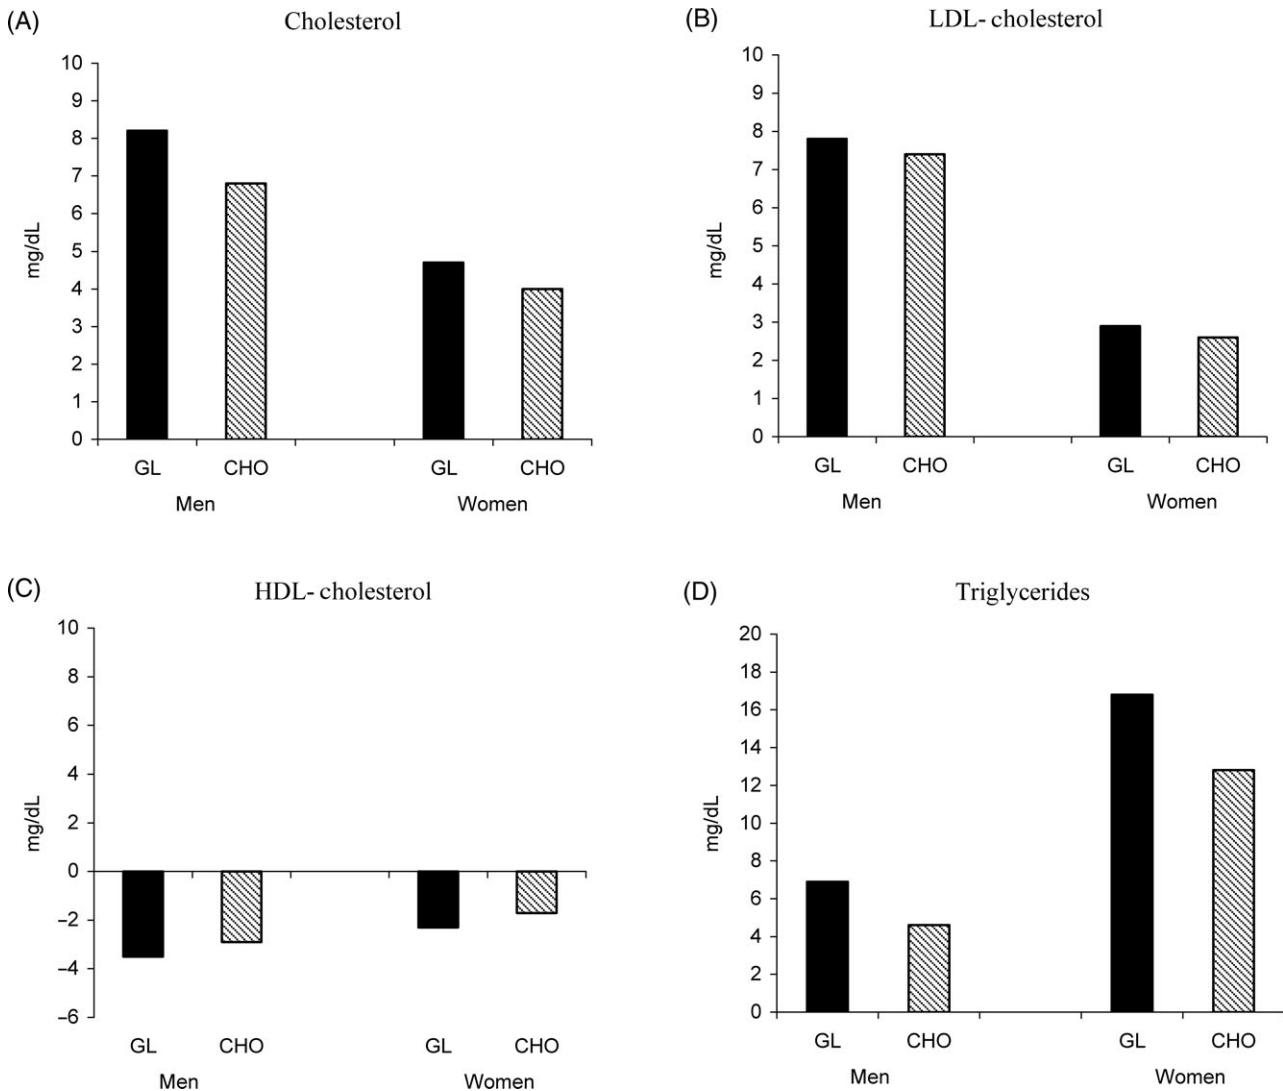 (A)
Cholesterol
10
9
8
7
6
5
4
3
2
1
0
mg/dL
GL CHO GL CHO
Men Women
(B)
LDL- cholesterol
10
9
8
7
6
5
4
3
2
1
0
mg/dL
GL CHO GL CHO
Men Women
(C)
HDL- cholesterol
10
8
6
4
2
0
–2
–4
–6
mg/dL
GL CHO GL CHO
Men Women
(D)
Triglycerides
20
18
16
14
12
10
8
6
4
2
0
mg/dL
GL CHO GL CHO
Men Women